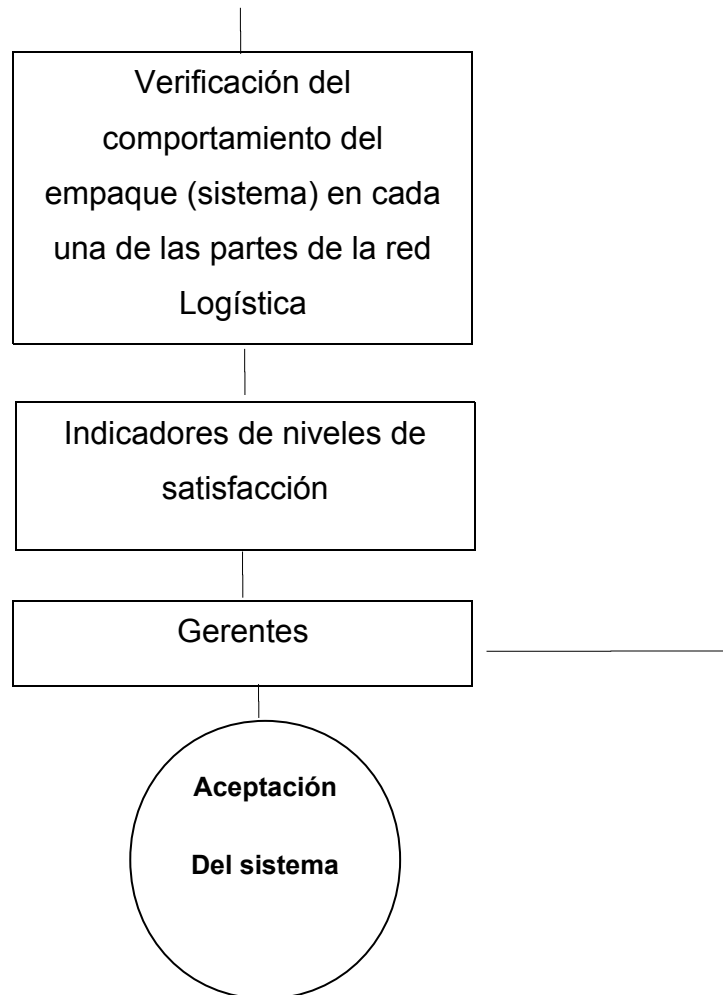 Verificación del
comportamiento del
empaque (sistema) en cada
una de las partes de la red
Logística
Indicadores de niveles de
satisfacción
Gerentes
Aceptación
Del sistema